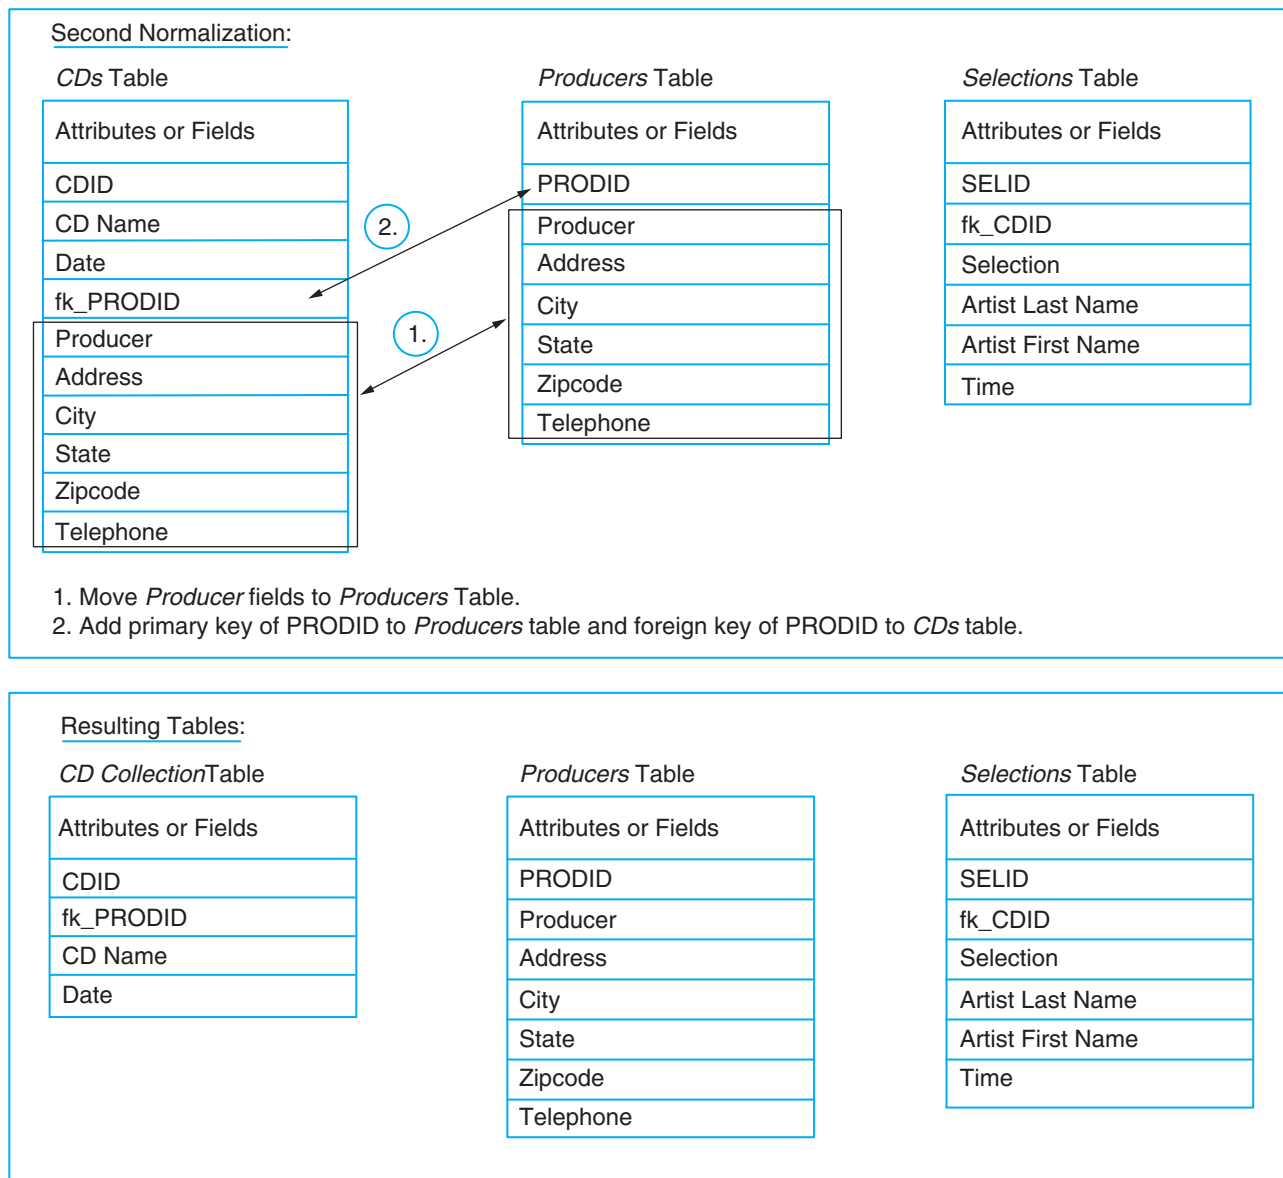 Second Normalization:
CDs Table
Attributes or Fields
CDID
CD Name
Date
fk_PRODID
Producer
Address
City
State
Zipcode
Telephone
2.
1.
Producers Table
Attributes or Fields
PRODID
Producer
Address
City
State
Zipcode
Telephone
Selections Table
Attributes or Fields
SELID
fk_CDID
Selection
Artist Last Name
Artist First Name
Time
1. Move Producer fields to Producers Table.
2. Add primary key of PRODID to Producers table and foreign key of PRODID to CDs table.
Resulting Tables:
CD CollectionTable
Attributes or Fields
CDID
fk_PRODID
CD Name
Date
Producers Table
Attributes or Fields
PRODID
Producer
Address
City
State
Zipcode
Telephone
Selections Table
Attributes or Fields
SELID
fk_CDID
Selection
Artist Last Name
Artist First Name
Time